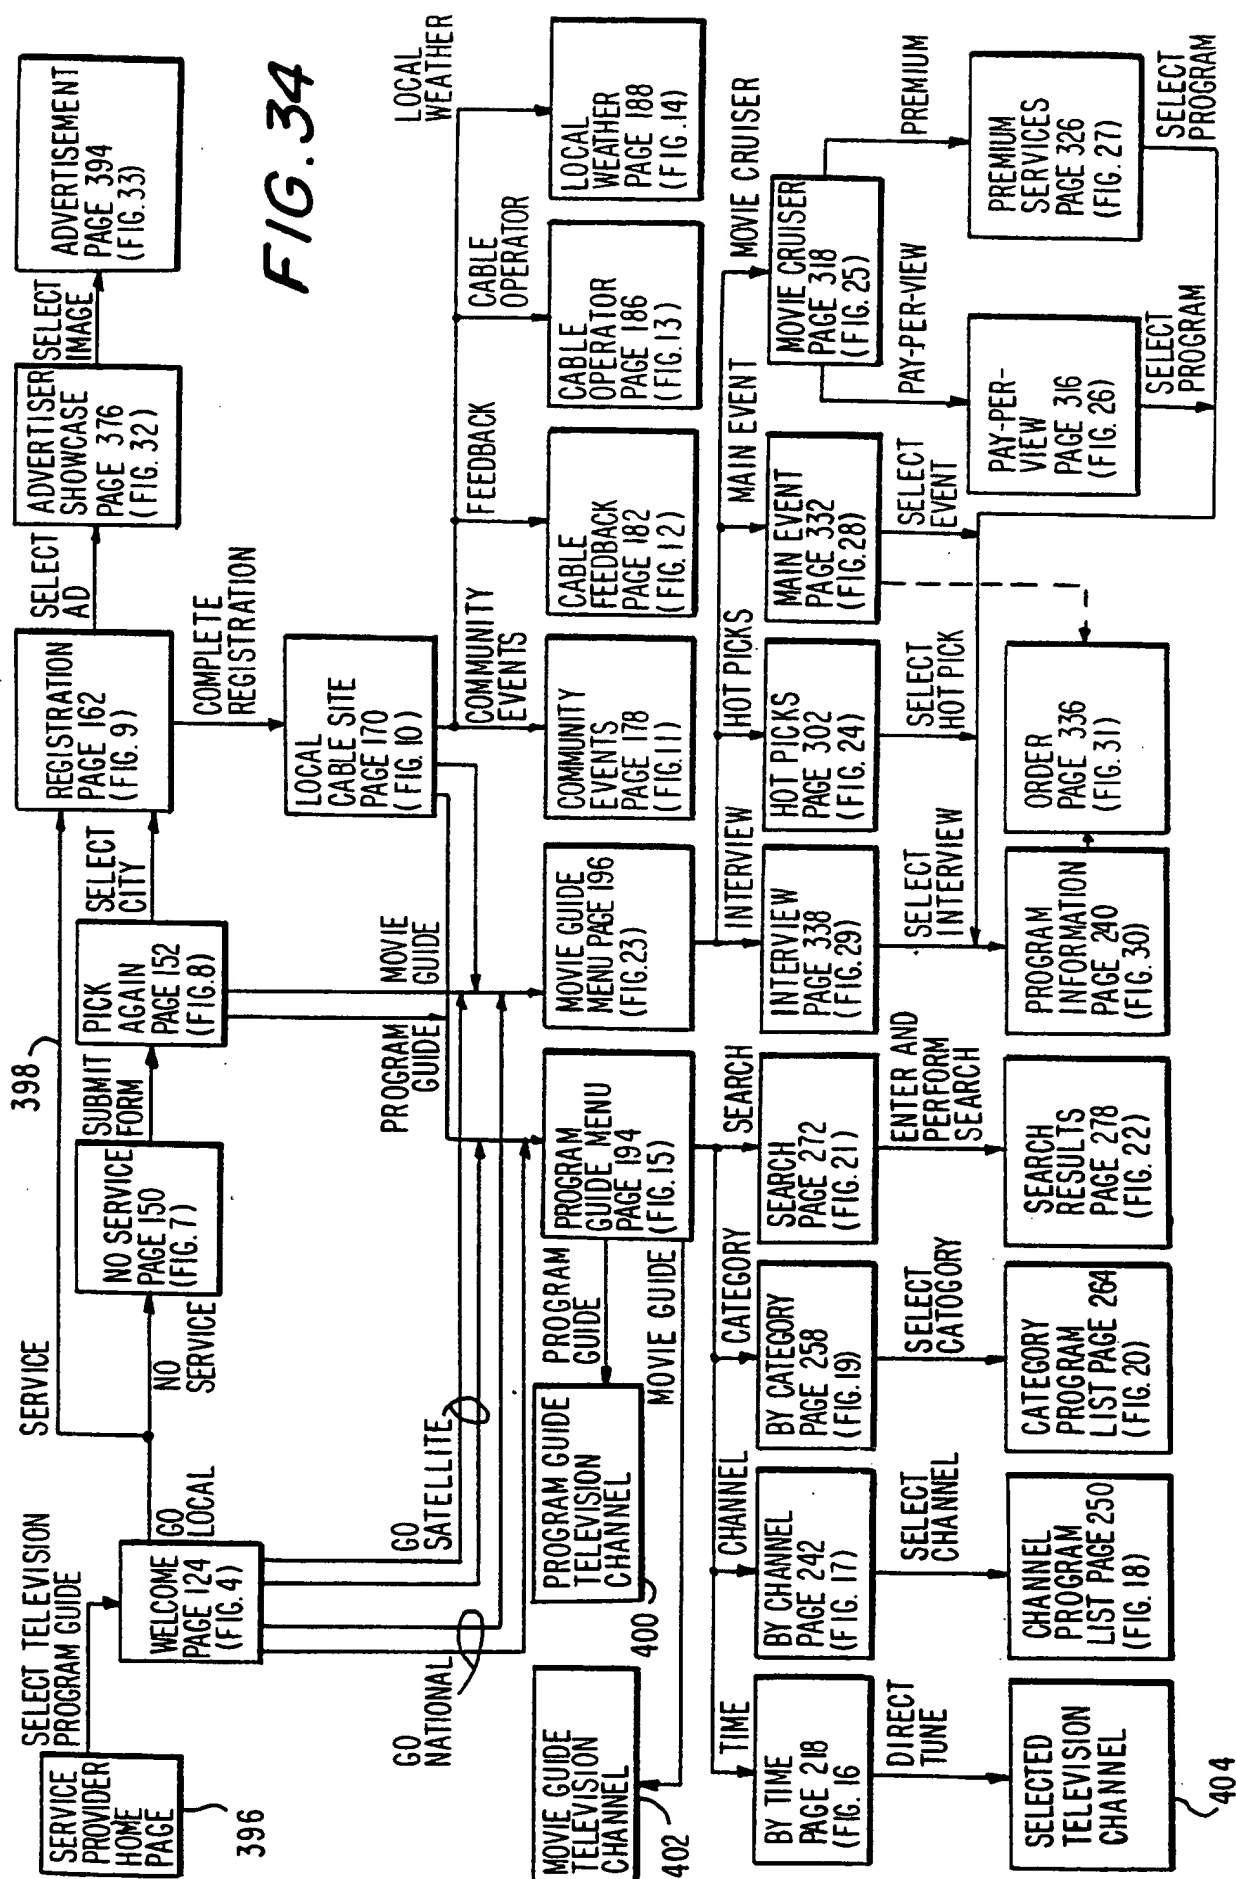 FIG. 34
SELECT TELEVISION
PROGRAM GUIDE
SERVICE
PROVIDER
HOME
PAGE
396
WELCOME
PAGE 124
(FIG. 4)
GO
LOCAL
SERVICE
398
NO
SERVICE
NO SERVICE
PAGE 150
(FIG. 7)
SUBMIT
FORM
PICK
AGAIN
PAGE 152
(FIG. 8)
SELECT
CITY
REGISTRATION
PAGE 162
(FIG. 9)
SELECT
AD
ADVERTISER
SHOWCASE
PAGE 376
(FIG. 32)
SELECT
IMAGE
ADVERTISEMENT
PAGE 394
(FIG. 33)
COMPLETE
REGISTRATION
LOCAL
CABLE SITE
PAGE 170
(FIG. 10)
GO
NATIONAL
GO
SATELLITE
PROGRAM
GUIDE
MOVIE
GUIDE
COMMUNITY
EVENTS
FEEDBACK
CABLE
OPERATOR
LOCAL
WEATHER
MOVIE GUIDE
TELEVISION
CHANNEL
402
PROGRAM GUIDE
TELEVISION
CHANNEL
400
PROGRAM
GUIDE
MOVIE GUIDE
PROGRAM
GUIDE MENU
PAGE 194
(FIG. 15)
MOVIE GUIDE
MENU PAGE 196
(FIG. 23)
COMMUNITY
EVENTS
PAGE 178
(FIG. 11)
CABLE
FEEDBACK
PAGE 182
(FIG. 12)
CABLE
OPERATOR
PAGE 186
(FIG. 13)
LOCAL
WEATHER
PAGE 188
(FIG. 14)
TIME
CHANNEL
CATEGORY
SEARCH
INTERVIEW
HOT PICKS
MAIN EVENT
MOVIE CRUISER
BY TIME
PAGE 218
(FIG. 16
BY CHANNEL
PAGE 242
(FIG. 17)
BY CATEGORY
PAGE 258
(FIG. 19)
SEARCH
PAGE 272
(FIG. 21)
INTERVIEW
PAGE 338
(FIG. 29)
HOT PICKS
PAGE 302
(FIG. 24)
MAIN EVENT
PAGE 332
(FIG. 28)
MOVIE CRUISER
PAGE 318
(FIG. 25)
DIRECT
TUNE
SELECT
CHANNEL
SELECT
CATOGORY
ENTER AND
PERFORM
SEARCH
SELECT
INTERVIEW
SELECT
HOT PICK
SELECT
EVENT
PAY-PER-VIEW
PREMIUM
SELECTED
TELEVISION
CHANNEL
404
CHANNEL
PROGRAM
LIST PAGE 250
(FIG. 18)
CATEGORY
PROGRAM
LIST PAGE 264
(FIG. 20)
SEARCH
RESULTS
PAGE 278
(FIG. 22)
PROGRAM
INFORMATION
PAGE 240
(FIG. 30)
ORDER
PAGE 336
(FIG. 31)
PAY-PER-
VIEW
PAGE 316
(FIG. 26)
PREMIUM
SERVICES
PAGE 326
(FIG. 27)
SELECT
PROGRAM
SELECT
PROGRAM